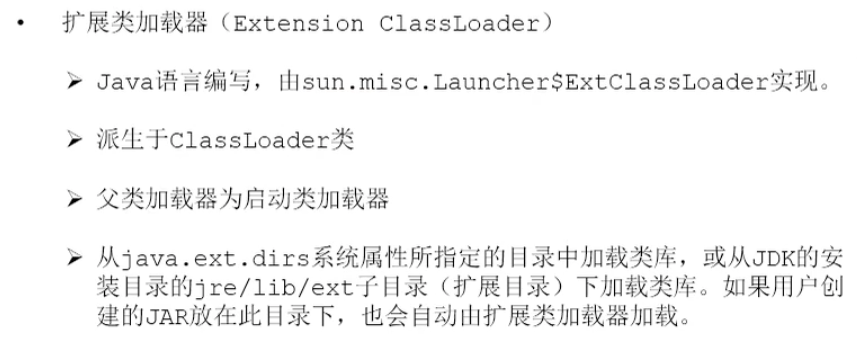 • 扩展类加载器（Extension ClassLoader）
➢ Java语言编写，由sun.misc.Launcher$ExtClassLoader实现。
➢ 派生于ClassLoader类
➢ 父类加载器为启动类加载器
➢ 从java.ext.dirs系统属性所指定的目录中加载类库，或从JDK的安
装目录的jre/lib/ext子目录（扩展目录）下加载类库。如果用户创
建的JAR放在此目录下，也会自动由扩展类加载器加载。